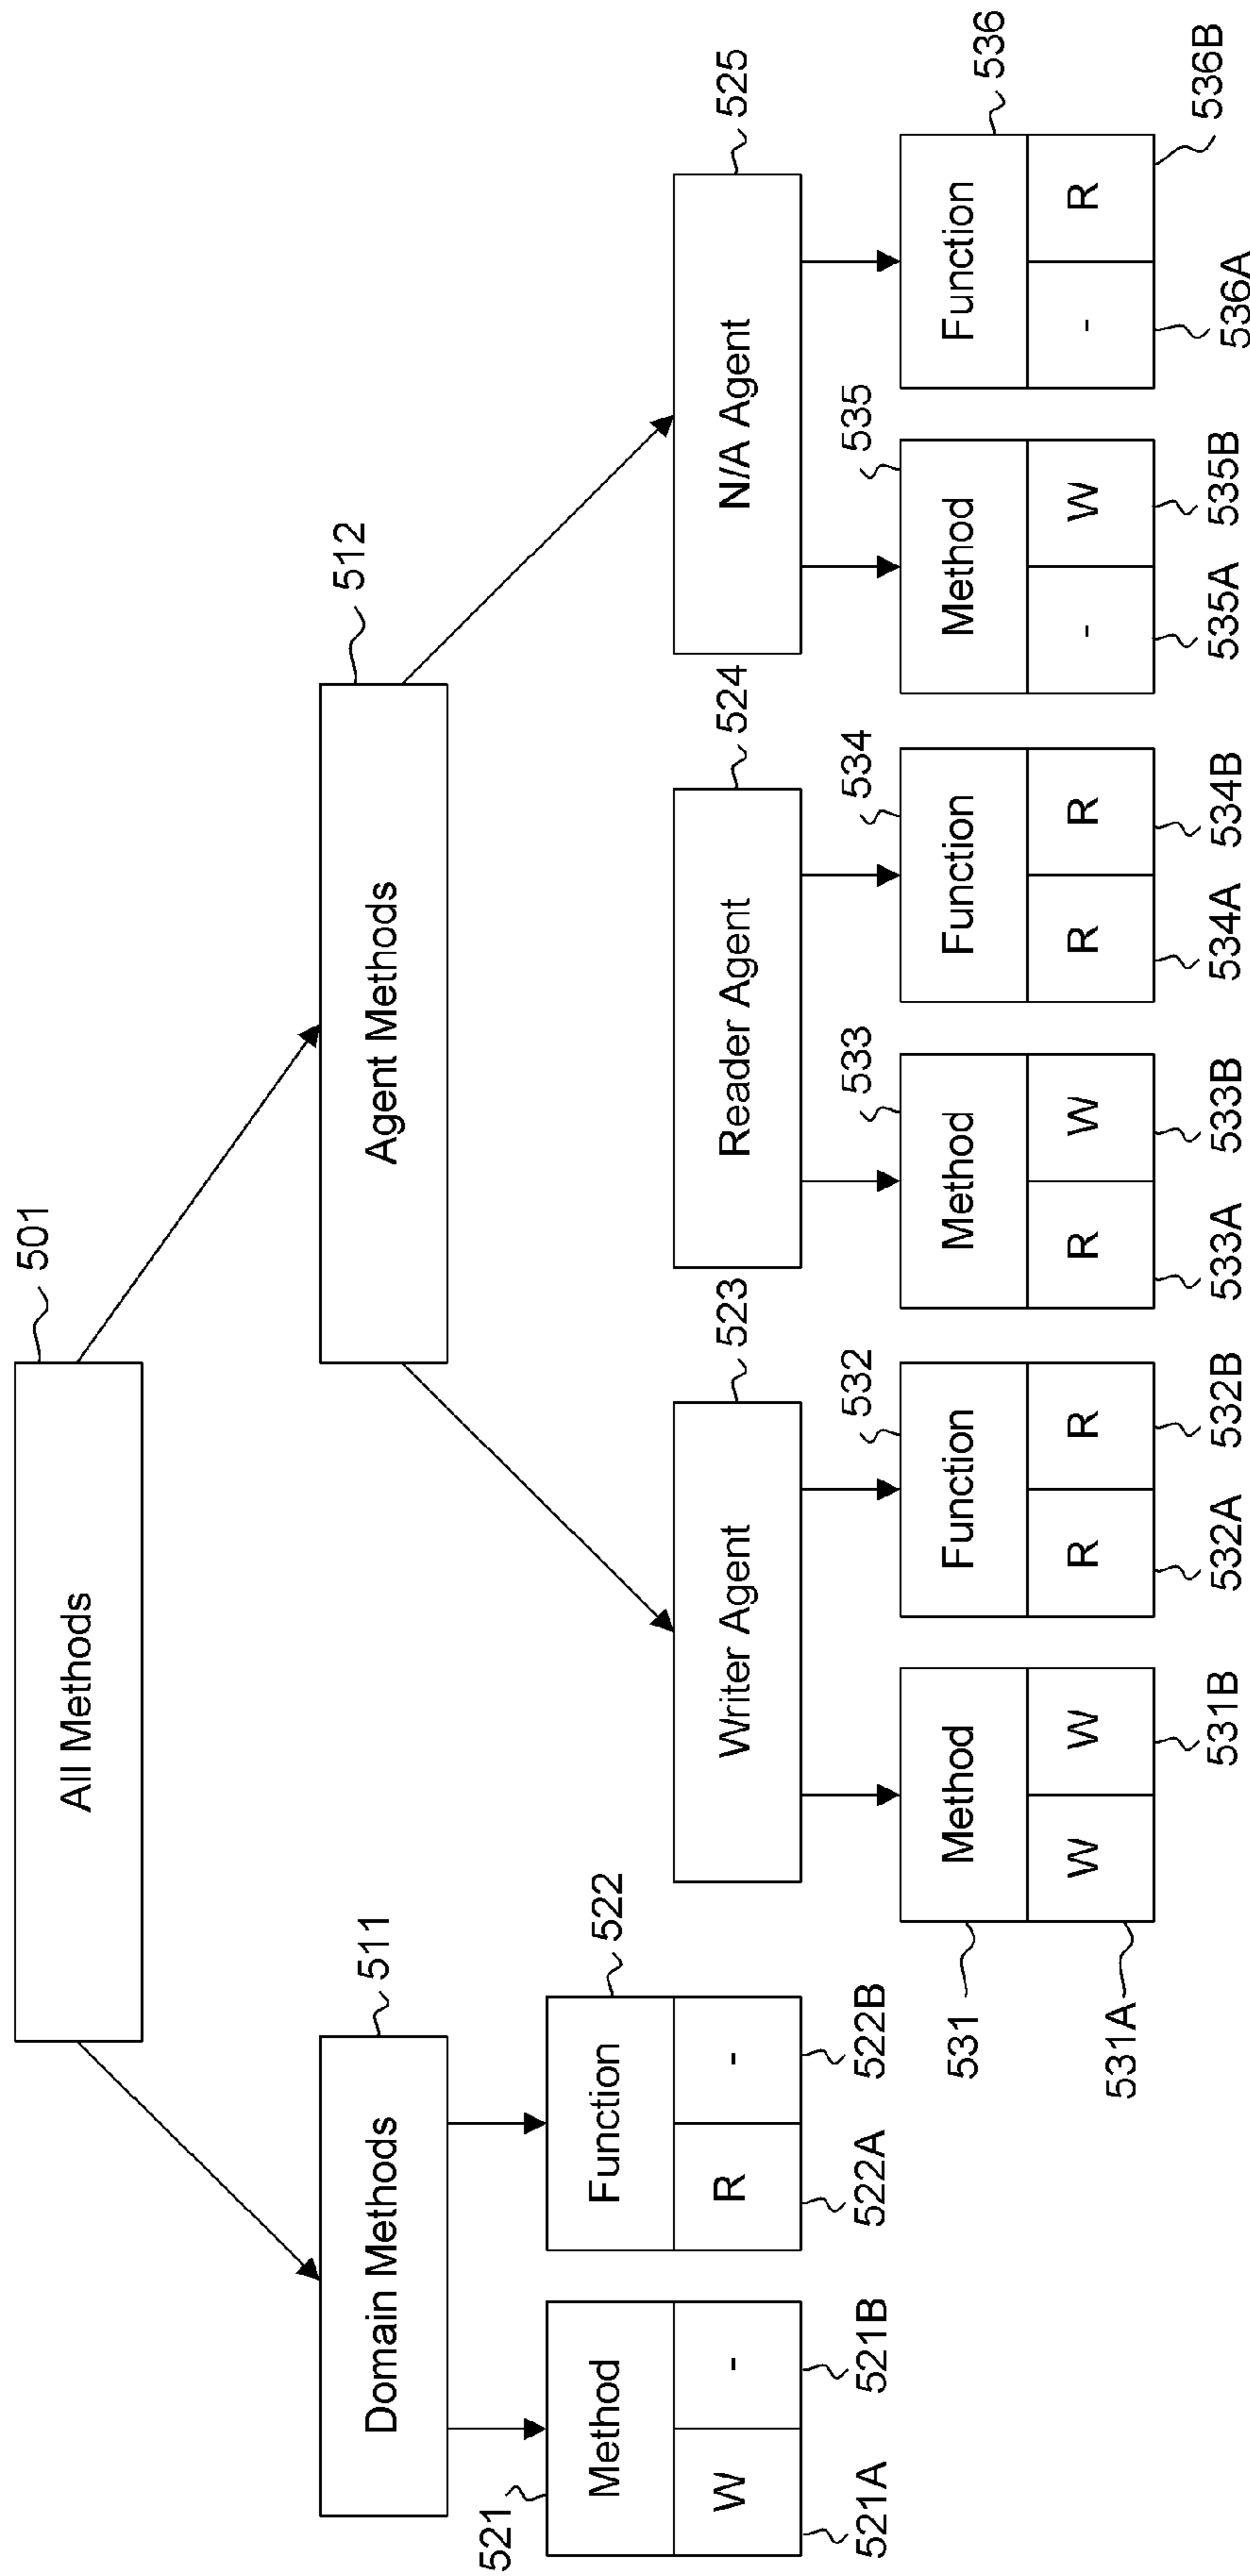 All Methods
501
Domain Methods
511
Agent Methods
512
521
Method
W
-
521A
521B
Function
522
R
-
522A
522B
Writer Agent
523
Reader Agent
524
N/A Agent
525
531
Method
W
W
531A
531B
532
Function
R
R
532A
532B
533
Method
R
W
533A
533B
534
Function
R
R
534A
534B
535
Method
-
W
535A
535B
536
Function
-
R
536A
536B